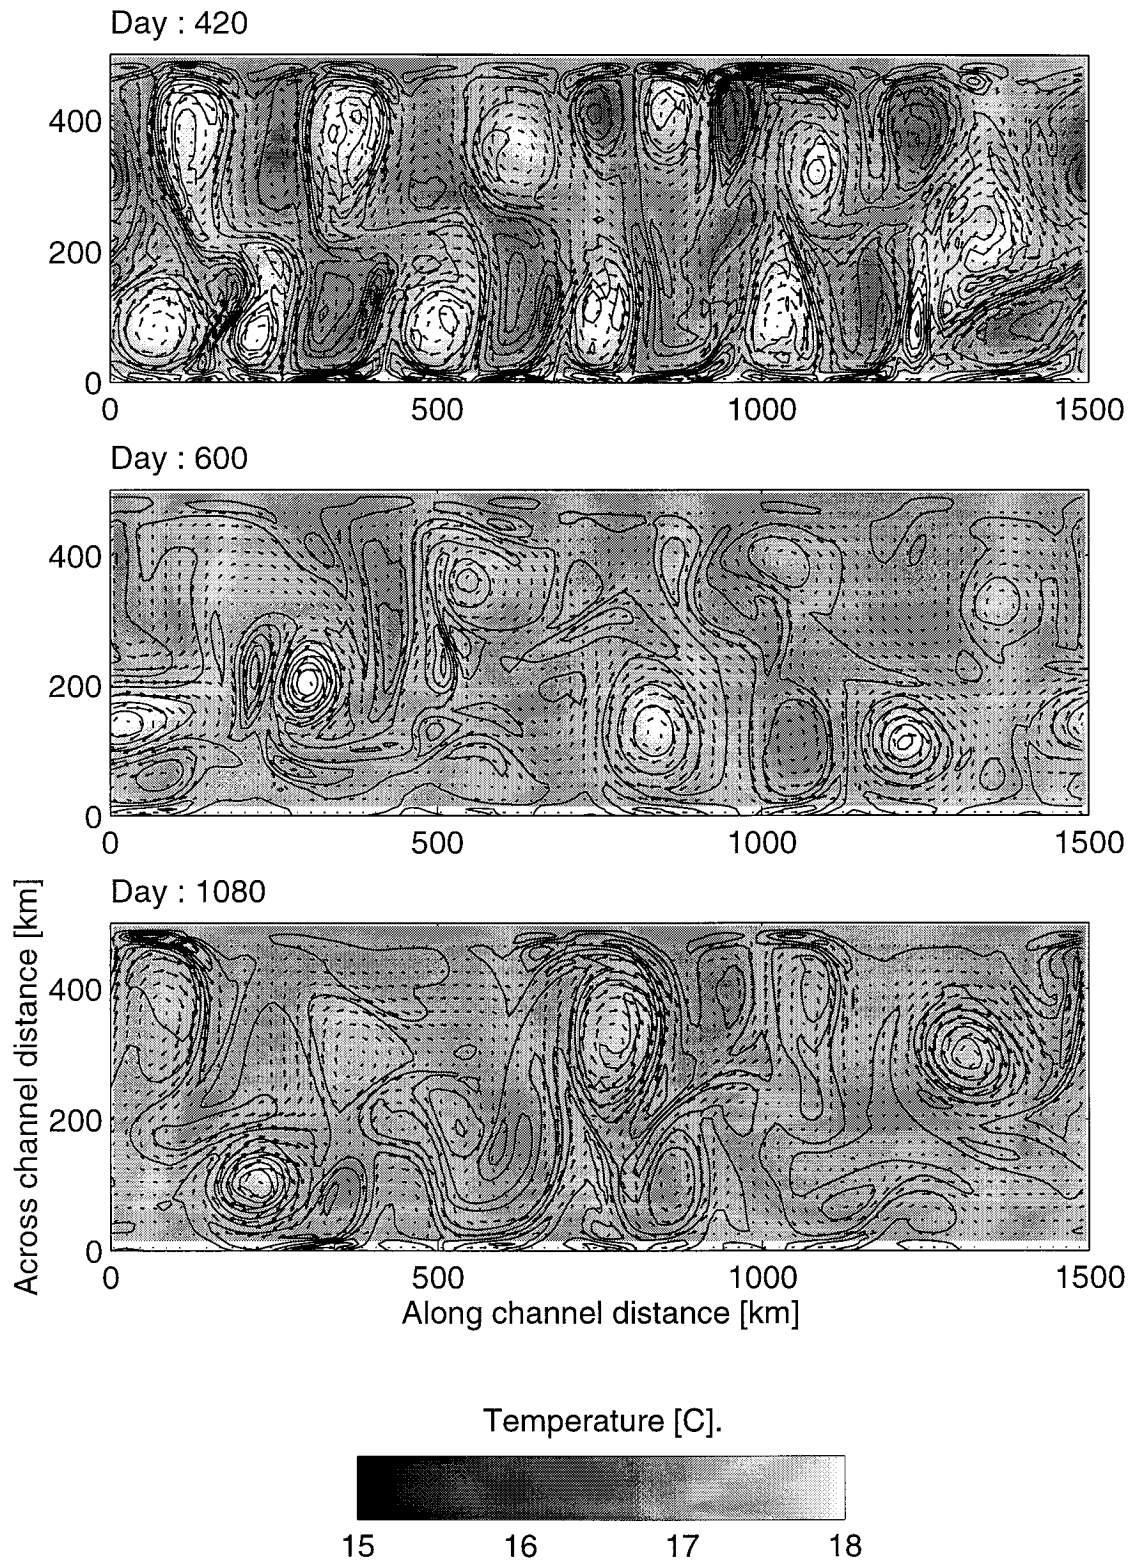 Day : 420
400
200
0
0 500 1000 1500
Day : 600
400
200
0
0 500 1000 1500
Day : 1080
400
200
0
0 500 1000 1500
Across channel distance [km]
Along channel distance [km]
Temperature [C].
15 16 17 18